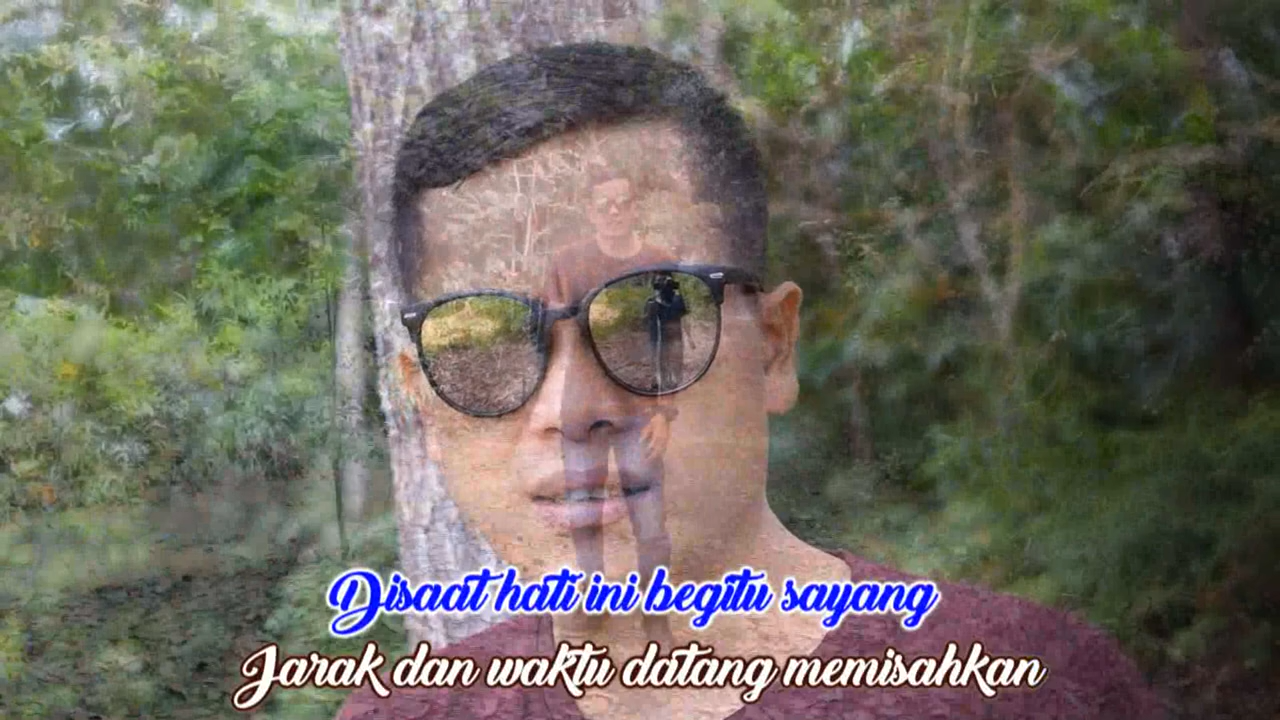 Disaat hati ini begitu sayang
Jarak dan waktu datang memisahkan